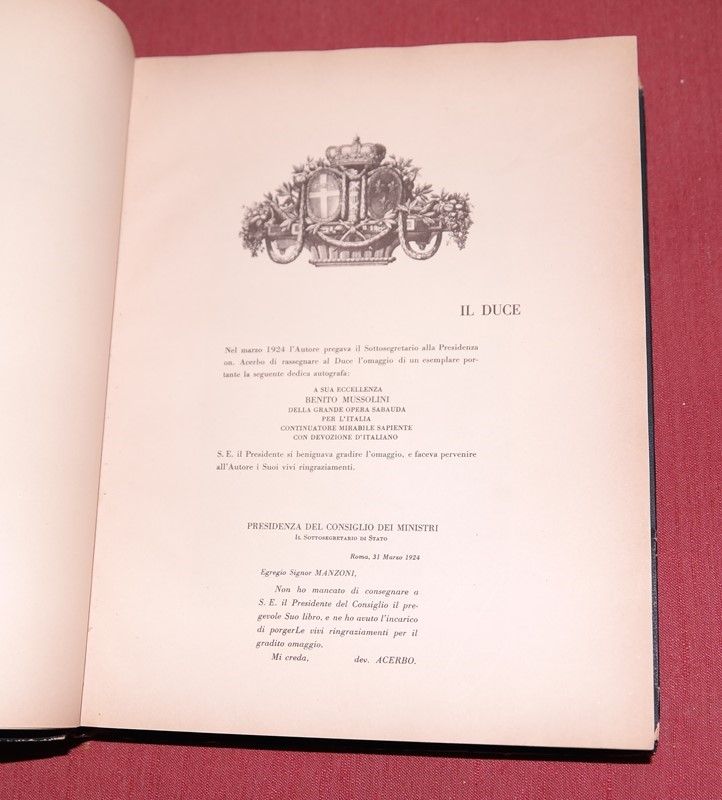 IL DUCE
Nel marzo 1924 l'Autore pregava il Sottosegretario alla Presidenza
on. Acerbo di rassegnare al Duce l'omaggio di un esemplare por-
tante la seguente dedica autografa:
A SUA ECCELLENZA
BENITO MUSSOLINI
DELLA GRANDE OPERA SABAUDA
PER L'ITALIA
CONTINUATORE MIRABILE SAPIENTE
CON DEVOZIONE D'ITALIANO
S. E. il Presidente si benignava gradire l'omaggio, e faceva pervenire
all'Autore i Suoi vivi ringraziamenti.
PRESIDENZA DEL CONSIGLIO DEI MINISTRI
IL SOTTOSEGRETARIO DI STATO
Roma, 31 Marzo 1924
Egregio Signor MANZONI,
Non ho mancato di consegnare a
S. E. il Presidente del Consiglio il pre-
gevole Suo libro, e ne ho avuto l'incarico
di porgerLe vivi ringraziamenti per il
gradito omaggio.
Mi creda, dev. ACERBO.